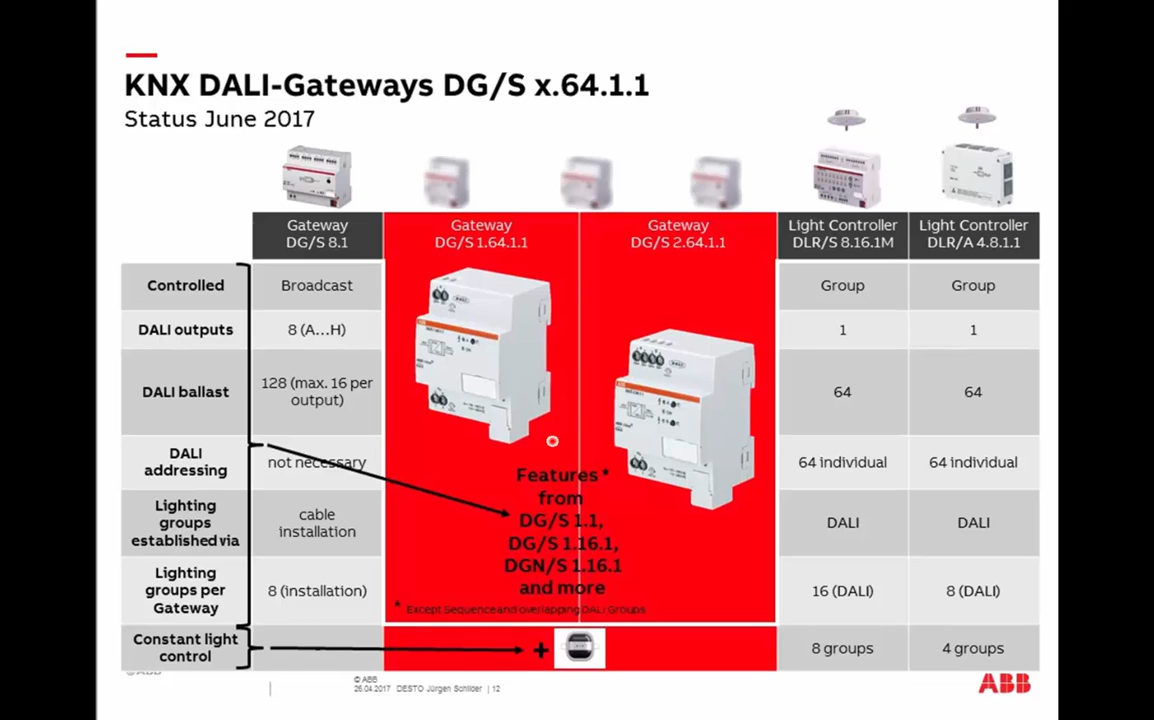 KNX DALI-Gateways DG/S x.64.1.1
Status June 2017
Gateway
DG/S 8.1
Gateway
DG/S 1.64.1.1
Gateway
DG/S 2.64.1.1
Light Controller
DLR/S 8.16.1M
Light Controller
DLR/A 4.8.1.1
Controlled
Broadcast
Group
Group
DALI outputs
8 (A...H)
1
1
DALI ballast
128 (max. 16 per
output)
64
64
DALI
addressing
not necessary
64 individual
64 individual
Lighting
groups
established via
cable
installation
DALI
DALI
Lighting
groups per
Gateway
8 (installation)
16 (DALI)
8 (DALI)
Features *
from
DG/S 1.1,
DG/S 1.16.1,
DGN/S 1.16.1
and more
* Except Sequence and overlapping DALI Groups
Constant light
control
+
8 groups
4 groups
© ABB
© ABB
26.04.2017 DESTO Jürgen Schilder | 12
ABB